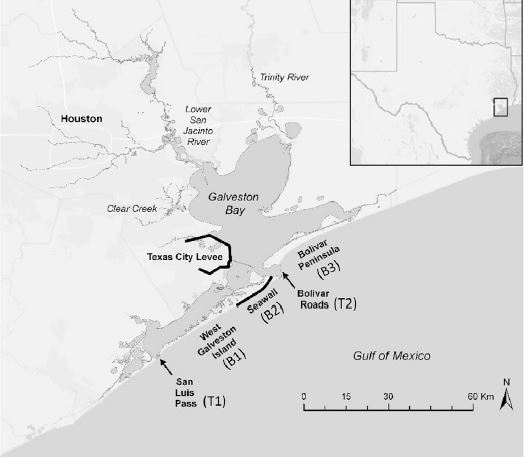 Trinity River
Lower
San
Jacinto
River
Houston
Galveston
Bay
Clear Creek
Texas City Levee
Bolivar
Peninsula
(B3)
Seawall
(B2)
Bolivar
Roads (T2)
West
Galveston
Island
(B1)
Gulf of Mexico
San
Luis
Pass (T1)
N
0 15 30 60 Km